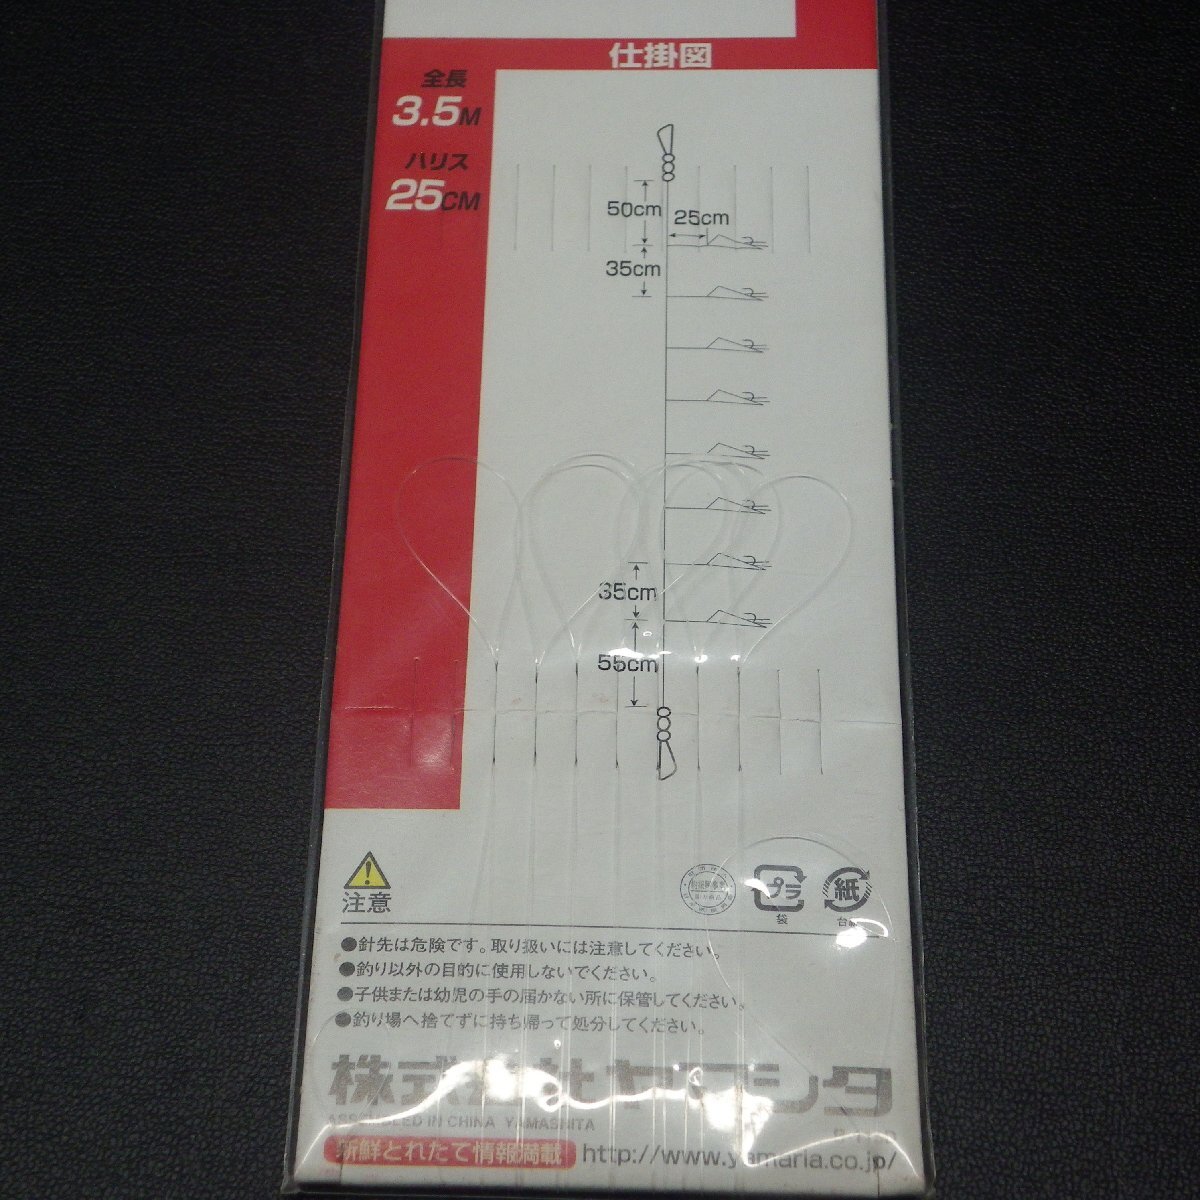 仕掛図
全長
3.5M
ハリス
25CM
50cm
25cm
35cm
35cm
55cm
注意
プラ
袋
紙
●針先は危険です。取り扱いには注意してください。
●釣り以外の目的に使用しないでください。
●子供または幼児の手の届かない所に保管してください。
●釣り場へ捨てずに持ち帰って処分してください。
株式会社ヤマシタ
ASSEMBLED IN CHINA YAMASHITA
新鮮とれたて情報満載 http://www.yamaria.co.jp/